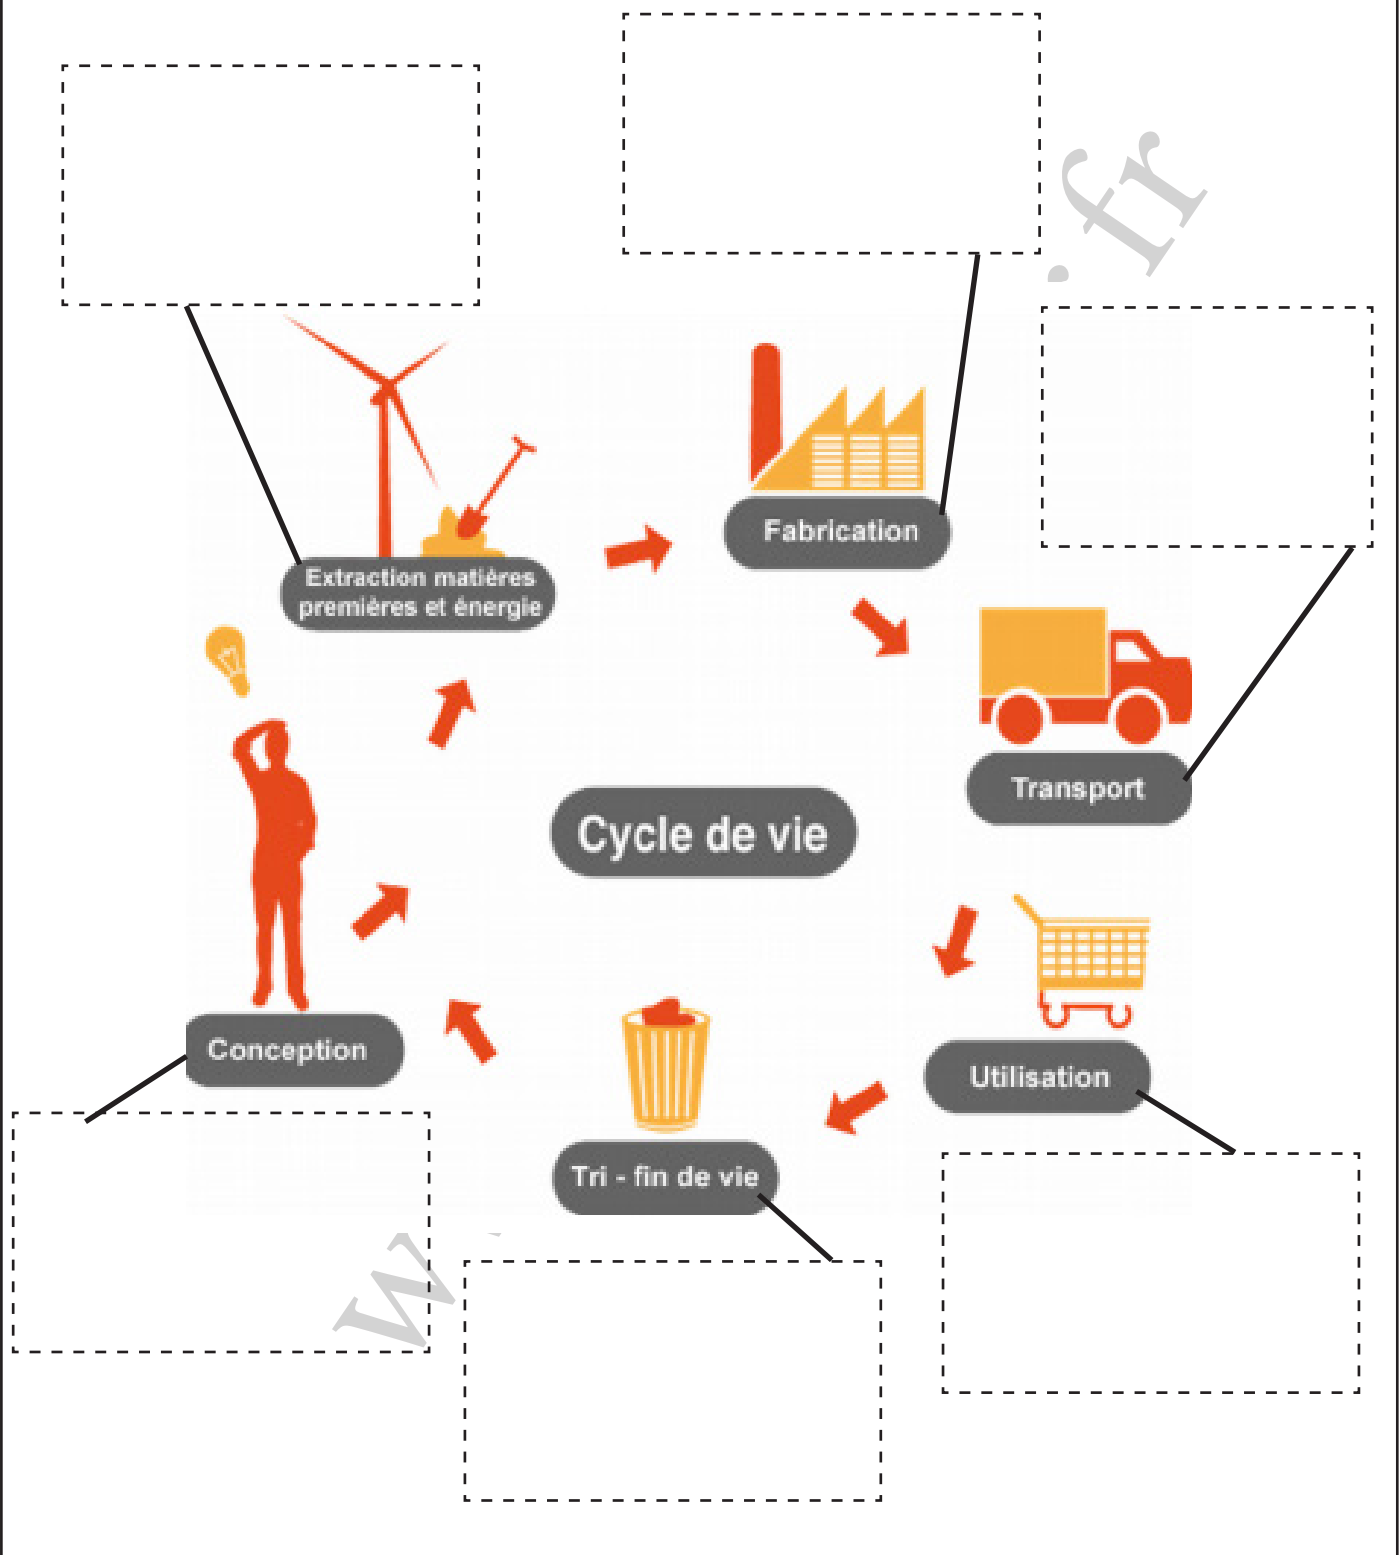 Fabrication
Extraction matières
premières et énergie
Transport
Cycle de vie
Conception
Utilisation
Tri - fin de vie
.fr
w